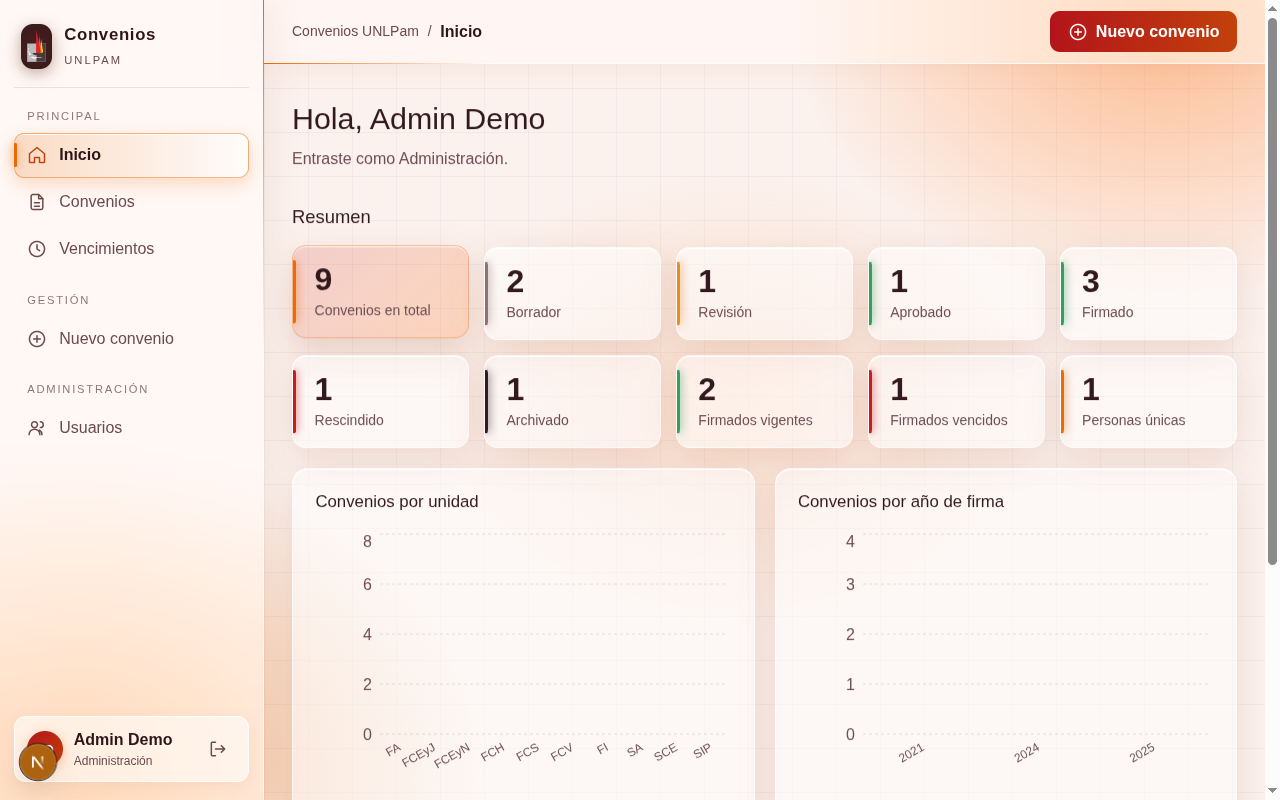 Convenios
UNLPAM
PRINCIPAL
Inicio
Convenios
Vencimientos
GESTIÓN
Nuevo convenio
ADMINISTRACIÓN
Usuarios
Admin Demo
Administración
Convenios UNLPam / Inicio
Nuevo convenio
Hola, Admin Demo
Entraste como Administración.
Resumen
9
Convenios en total
2
Borrador
1
Revisión
1
Aprobado
3
Firmado
1
Rescindido
1
Archivado
2
Firmados vigentes
1
Firmados vencidos
1
Personas únicas
Convenios por unidad
8
6
4
2
0
FA FCEyJ FCEyN FCH FCS FCV FI SA SCE SIP
Convenios por año de firma
4
3
2
1
0
2021 2024 2025